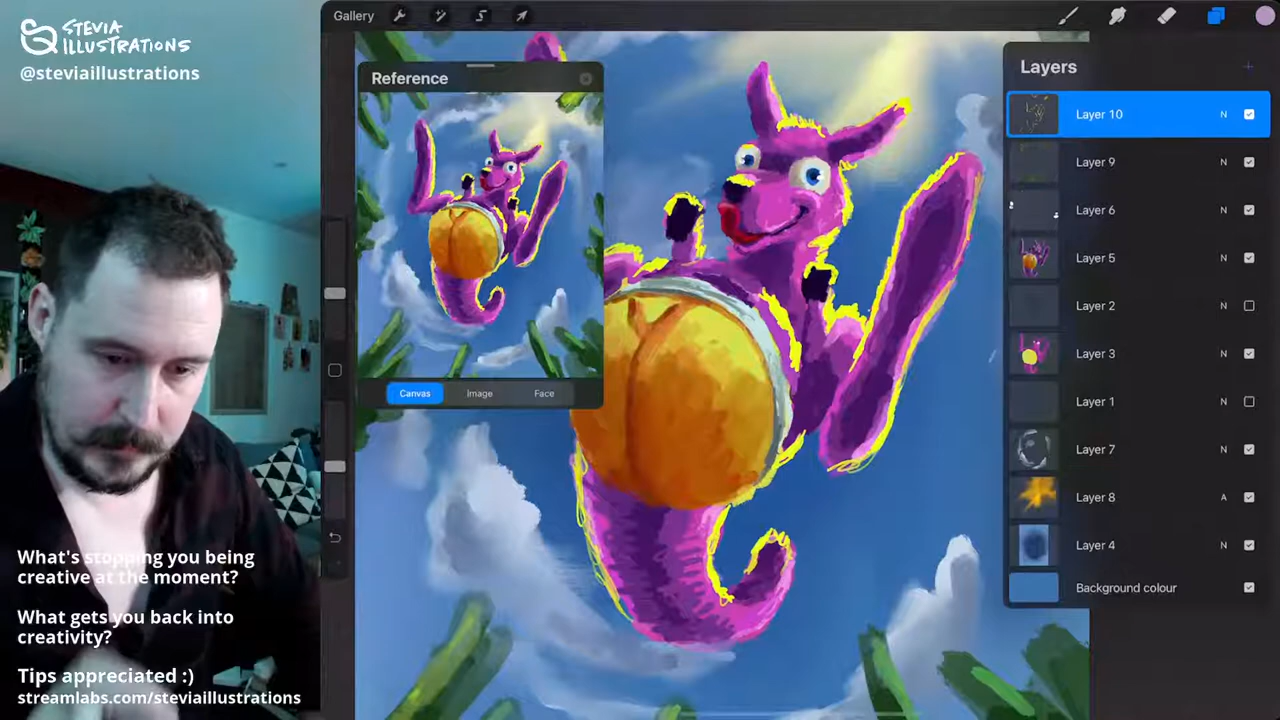 STEVIA
ILLUSTRATIONS
@steviaillustrations
Gallery
Reference
Canvas
Image
Face
Layers
Layer 10
N
Layer 9
N
Layer 6
N
Layer 5
N
Layer 2
N
Layer 3
N
Layer 1
N
Layer 7
N
Layer 8
A
Layer 4
N
Background colour
What's stopping you being
creative at the moment?
What gets you back into
creativity?
Tips appreciated :)
streamlabs.com/steviaillustrations